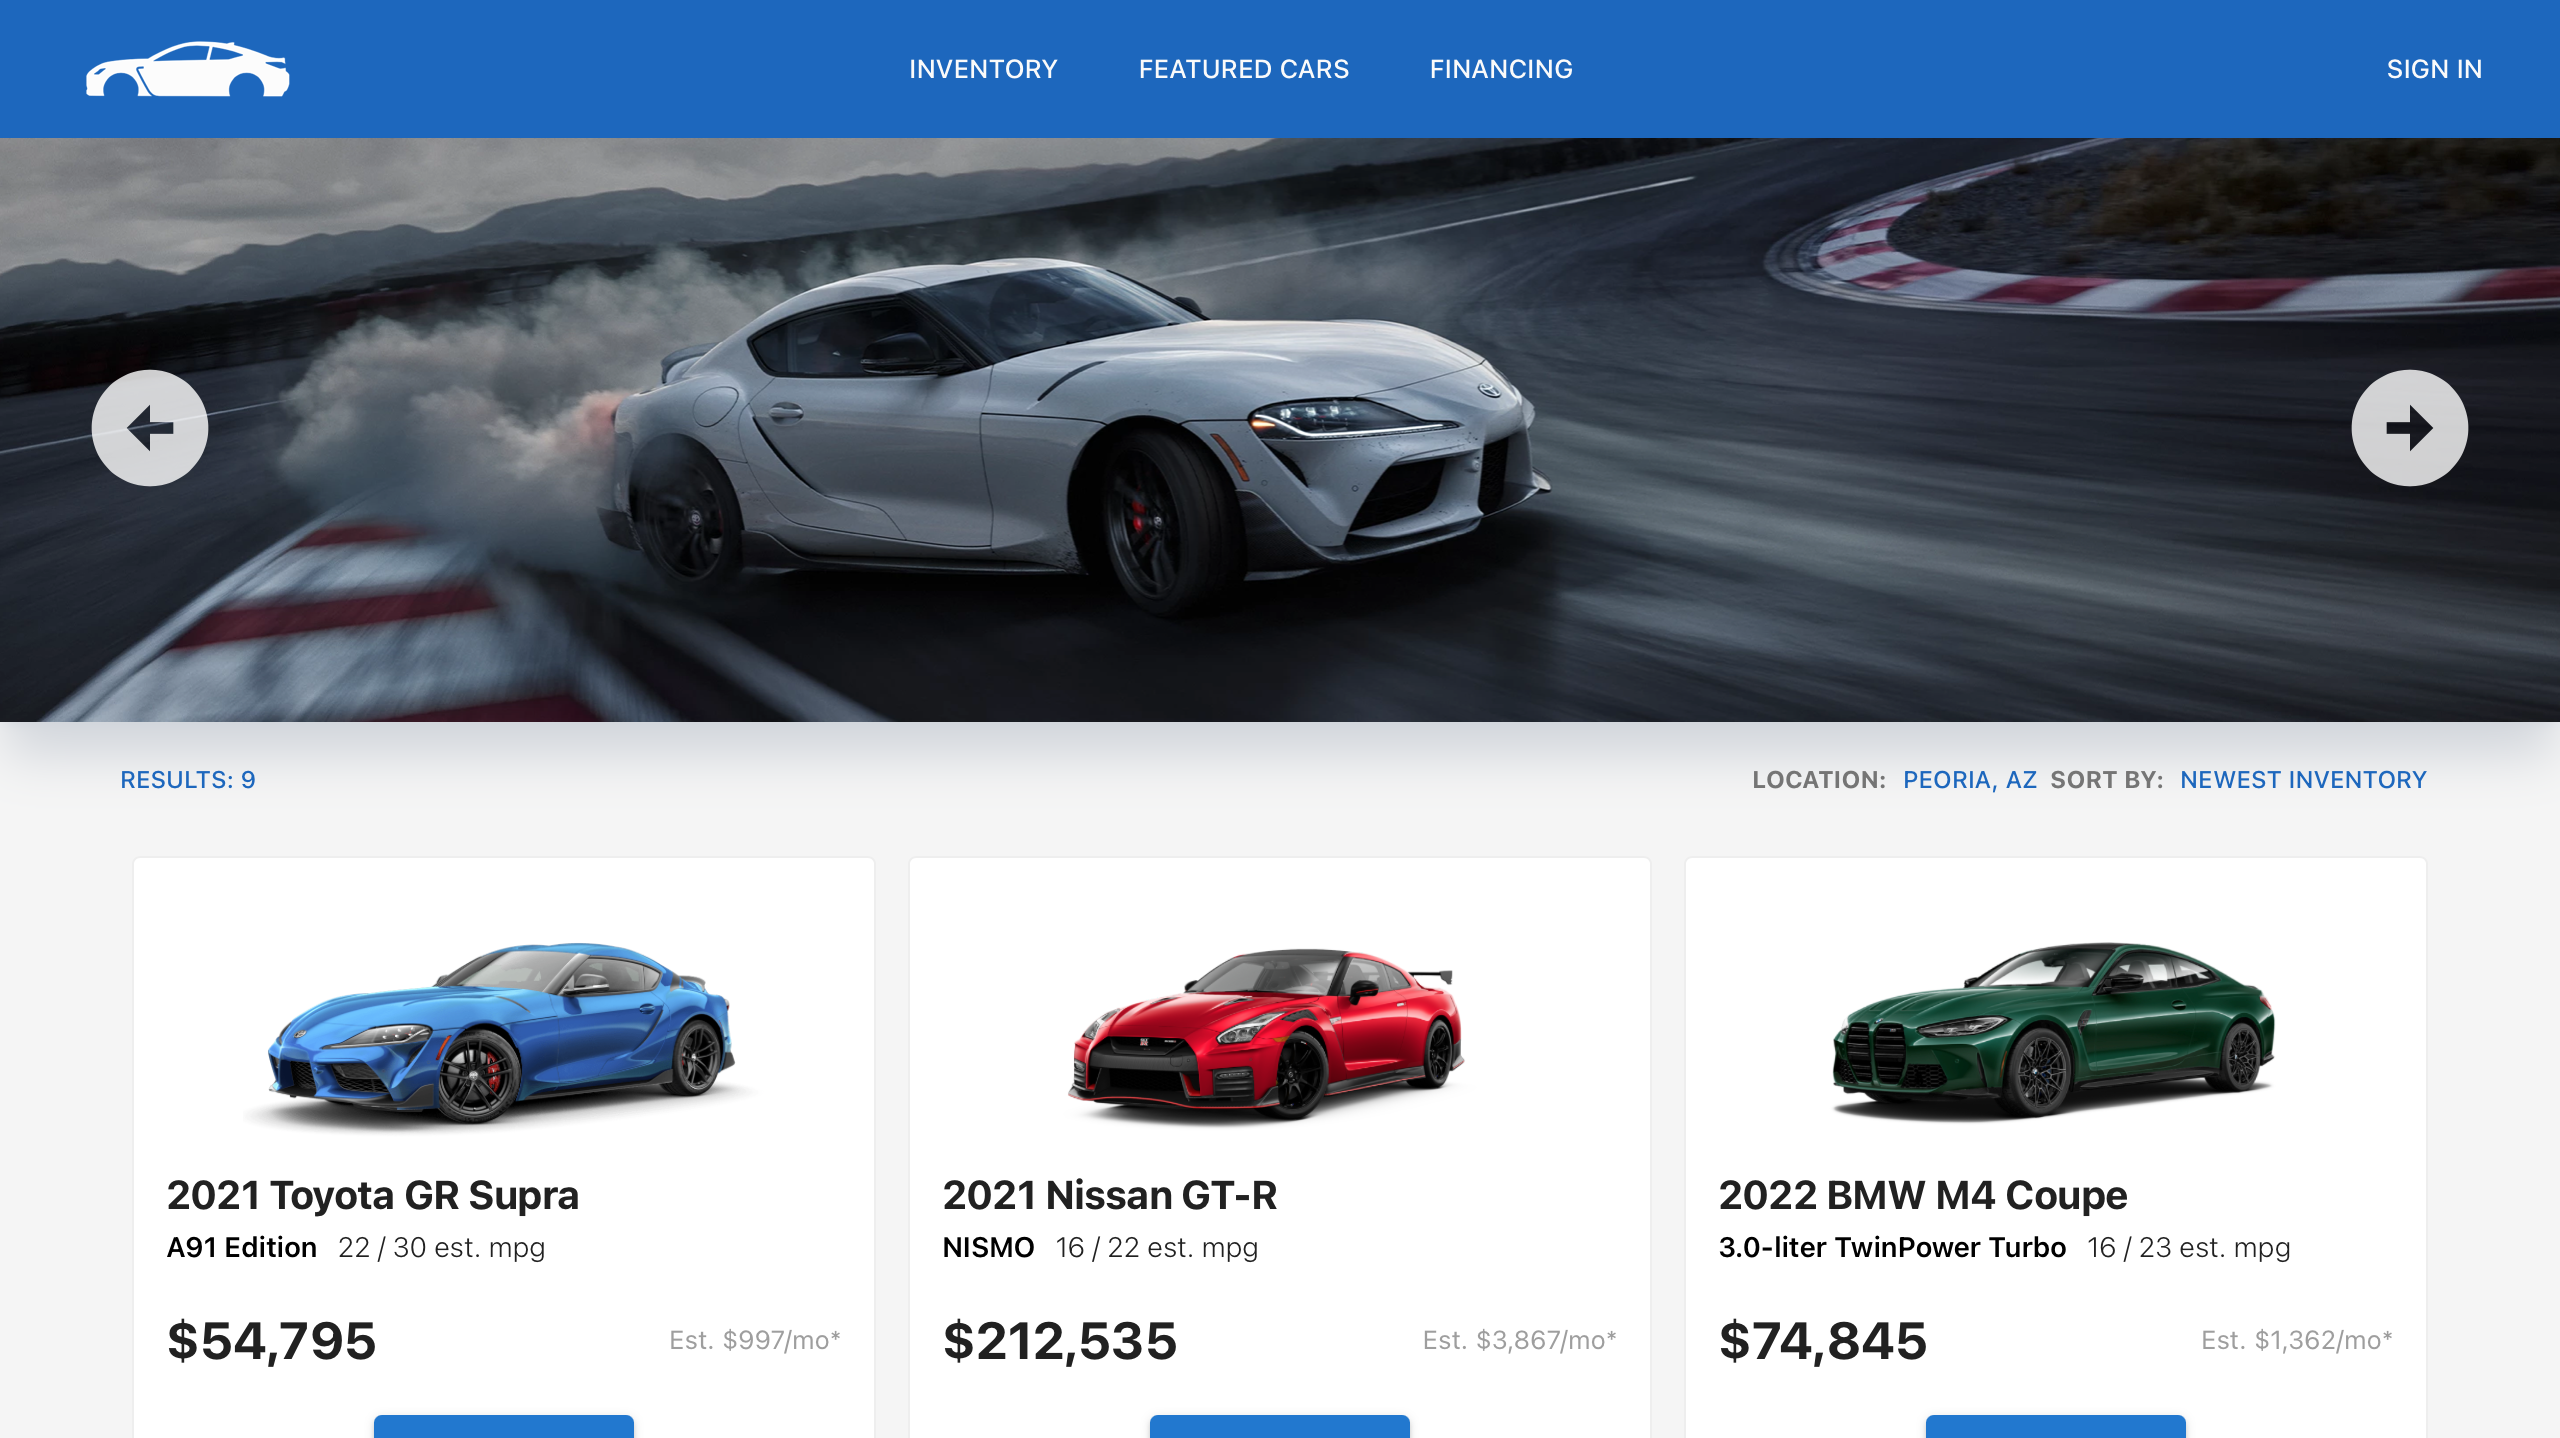 INVENTORY FEATURED CARS FINANCING SIGN IN
RESULTS: 9 LOCATION: PEORIA, AZ SORT BY: NEWEST INVENTORY
2021 Toyota GR Supra
A91 Edition 22 / 30 est. mpg
$54,795 Est. $997/mo*
2021 Nissan GT-R
NISMO 16 / 22 est. mpg
$212,535 Est. $3,867/mo*
2022 BMW M4 Coupe
3.0-liter TwinPower Turbo 16 / 23 est. mpg
$74,845 Est. $1,362/mo*